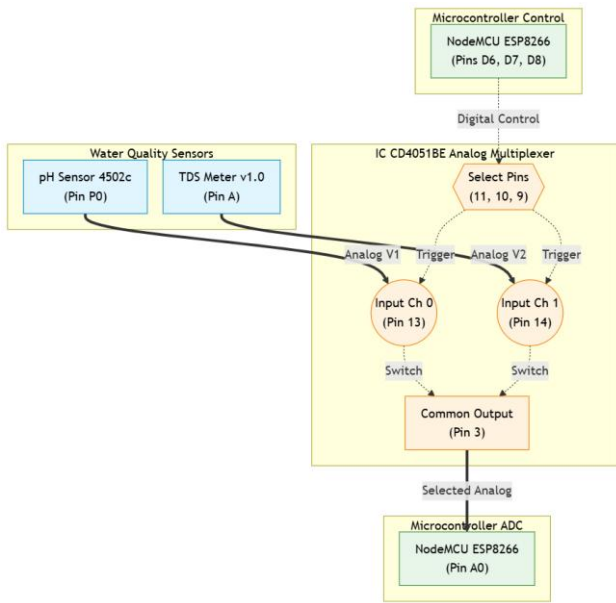 Microcontroller Control
NodeMCU ESP8266
(Pins D6, D7, D8)
Digital Control
Water Quality Sensors
pH Sensor 4502c
(Pin P0)
TDS Meter v1.0
(Pin A)
IC CD4051BE Analog Multiplexer
Select Pins
(11, 10, 9)
Analog V1
Trigger
Analog V2
Trigger
Input Ch 0
(Pin 13)
Input Ch 1
(Pin 14)
Switch
Switch
Common Output
(Pin 3)
Selected Analog
Microcontroller ADC
NodeMCU ESP8266
(Pin A0)